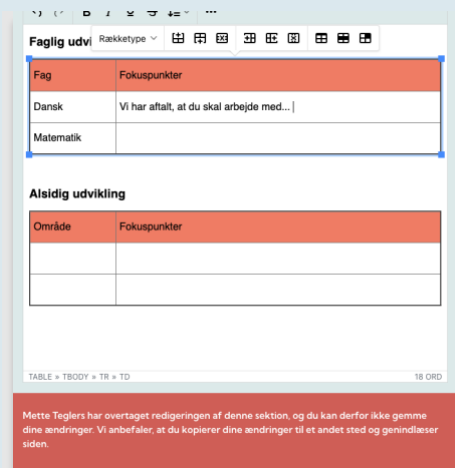 Faglig udvi
Rækketype
Fag Fokuspunkter
Dansk Vi har aftalt, at du skal arbejde med...
Matematik
Alsidig udvikling
Område Fokuspunkter
TABLE » TBODY » TR » TD 18 ORD
Mette Teglers har overtaget redigeringen af denne sektion, og du kan derfor ikke gemme
dine ændringer. Vi anbefaler, at du kopierer dine ændringer til et andet sted og genindlæser
siden.